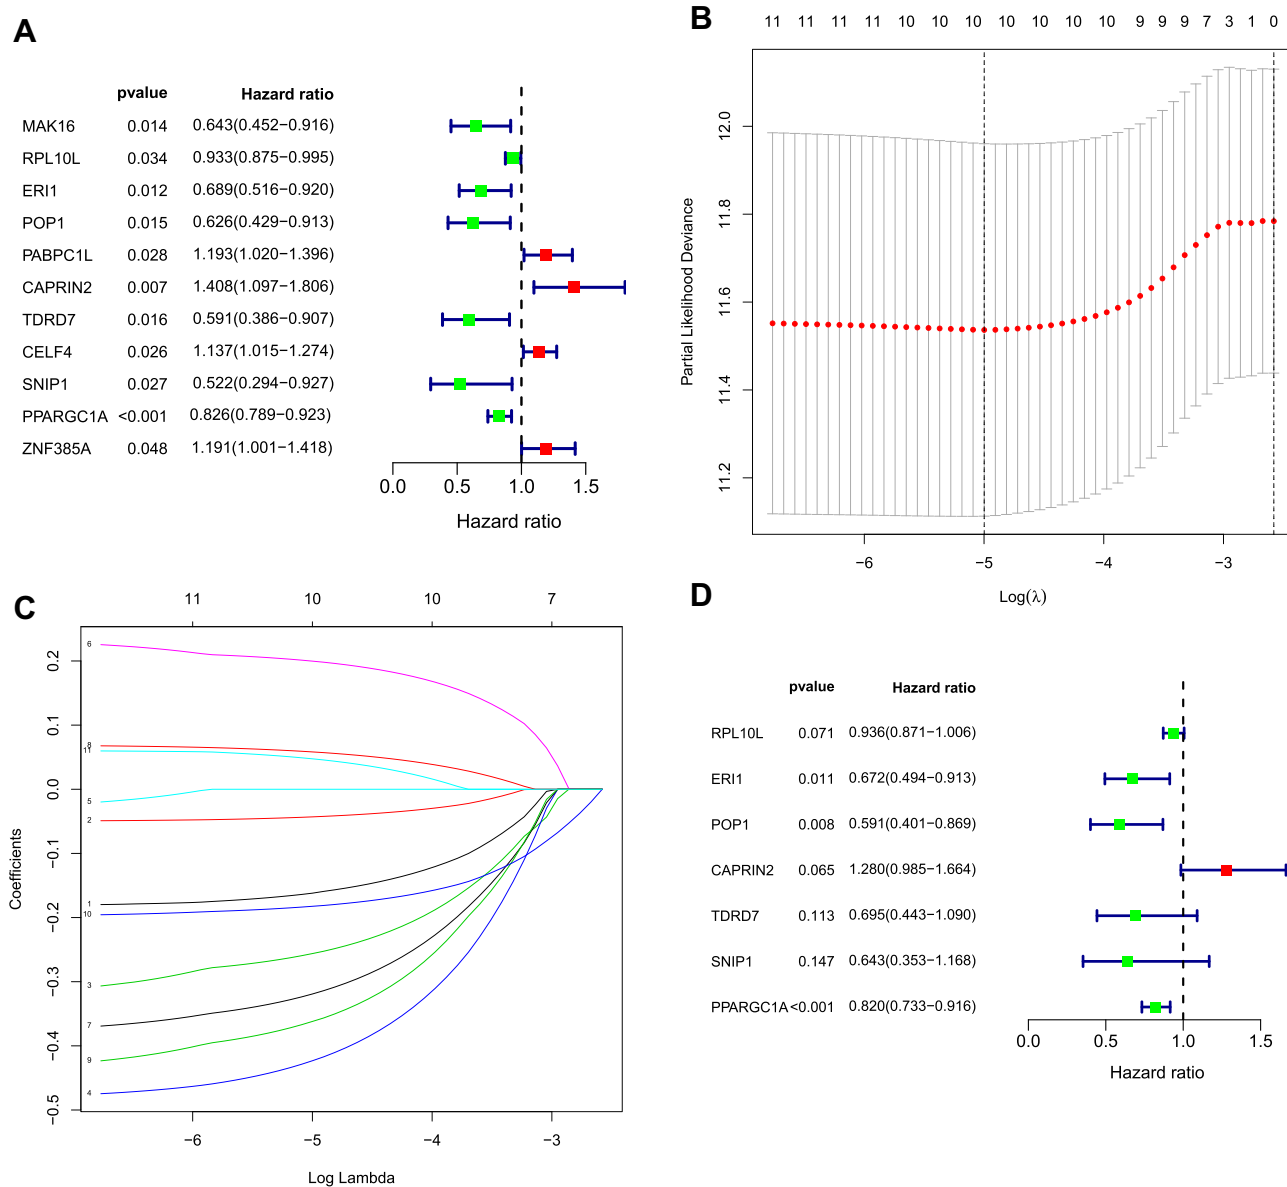 A
pvalue Hazard ratio
MAK16 0.014 0.643(0.452−0.916)
RPL10L 0.034 0.933(0.875−0.995)
ERI1 0.012 0.689(0.516−0.920)
POP1 0.015 0.626(0.429−0.913)
PABPC1L 0.028 1.193(1.020−1.396)
CAPRIN2 0.007 1.408(1.097−1.806)
TDRD7 0.016 0.591(0.386−0.907)
CELF4 0.026 1.137(1.015−1.274)
SNIP1 0.027 0.522(0.294−0.927)
PPARGC1A <0.001 0.826(0.789−0.923)
ZNF385A 0.048 1.191(1.001−1.418)
0.0 0.5 1.0 1.5
Hazard ratio
B
11 11 11 11 10 10 10 10 10 10 10 9 9 9 7 3 1 0
Partial Likelihood Deviance
12.0
11.8
11.6
11.4
11.2
−6 −5 −4 −3
Log(λ)
C
11 10 10 7
Coefficients
0.2
0.1
0.0
−0.1
−0.2
−0.3
−0.4
−0.5
6
8
11
5
2
1
10
3
7
9
4
−6 −5 −4 −3
Log Lambda
D
pvalue Hazard ratio
RPL10L 0.071 0.936(0.871−1.006)
ERI1 0.011 0.672(0.494−0.913)
POP1 0.008 0.591(0.401−0.869)
CAPRIN2 0.065 1.280(0.985−1.664)
TDRD7 0.113 0.695(0.443−1.090)
SNIP1 0.147 0.643(0.353−1.168)
PPARGC1A <0.001 0.820(0.733−0.916)
0.0 0.5 1.0 1.5
Hazard ratio